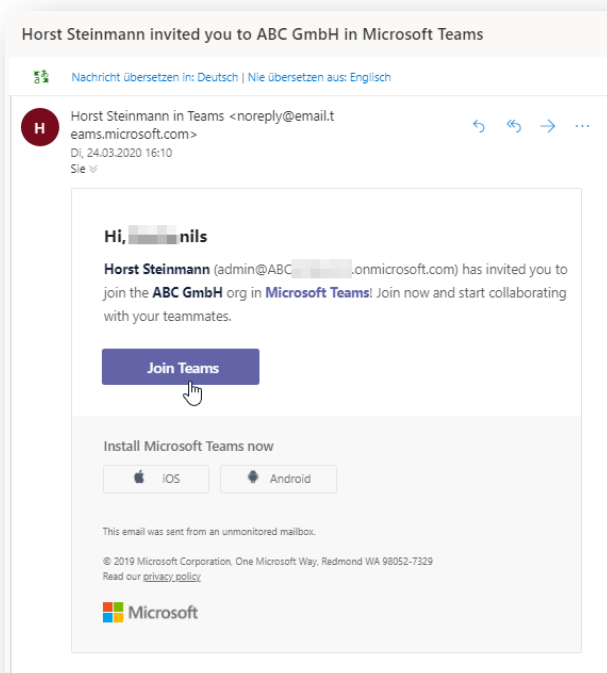 Horst Steinmann invited you to ABC GmbH in Microsoft Teams
Nachricht übersetzen in: Deutsch | Nie übersetzen aus: Englisch
H
Horst Steinmann in Teams <noreply@email.t
eams.microsoft.com>
Di, 24.03.2020 16:10
Sie
Hi, nils
Horst Steinmann (admin@ABC .onmicrosoft.com) has invited you to
join the ABC GmbH org in Microsoft Teams! Join now and start collaborating
with your teammates.
Join Teams
Install Microsoft Teams now
iOS
Android
This email was sent from an unmonitored mailbox.
© 2019 Microsoft Corporation, One Microsoft Way, Redmond WA 98052-7329
Read our privacy policy
Microsoft